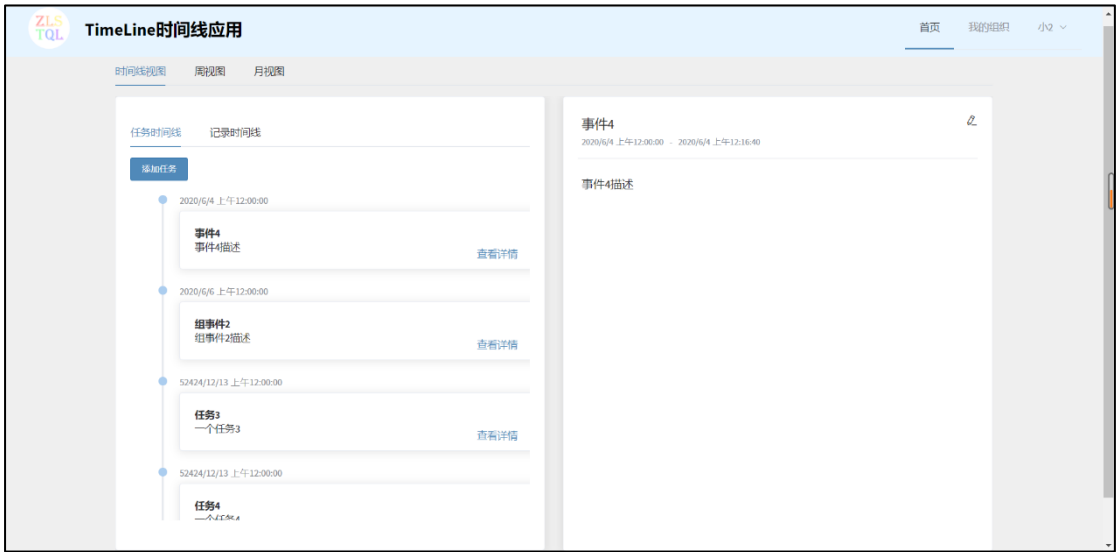 ZLS
TQL
TimeLine时间线应用
首页 我的组织 小2
时间线视图 周视图 月视图
任务时间线 记录时间线
添加任务
2020/6/4 上午12:00:00
事件4
事件4描述
查看详情
2020/6/6 上午12:00:00
组事件2
组事件2描述
查看详情
52424/12/13 上午12:00:00
任务3
一个任务3
查看详情
52424/12/13 上午12:00:00
任务4
一个任务4
事件4
2020/6/4 上午12:00:00 - 2020/6/4 上午12:16:40
事件4描述